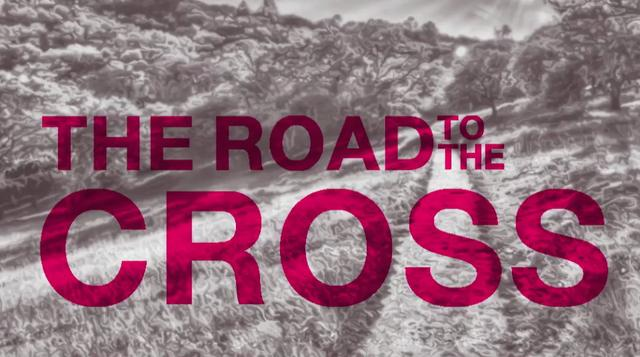 THE ROAD TO THE
CROSS